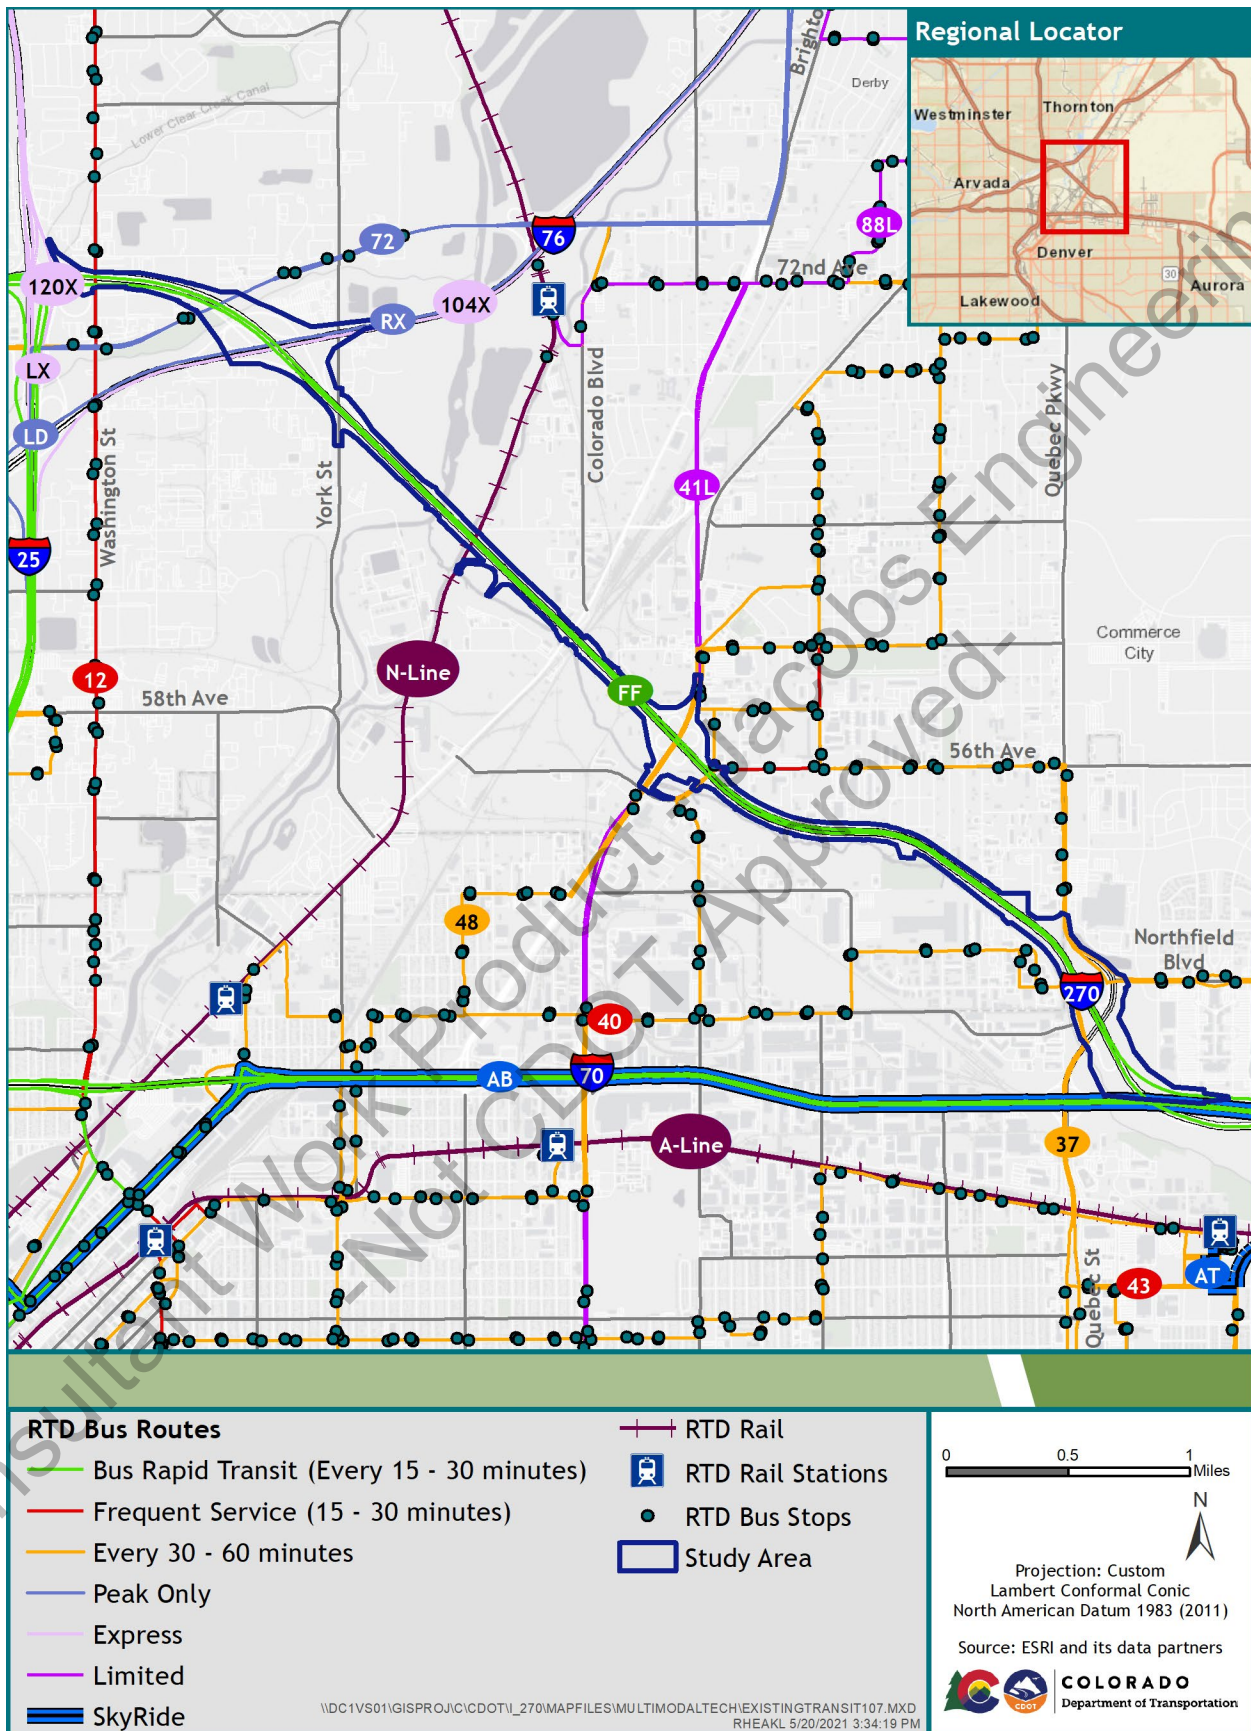 Regional Locator
Westminster
Thornton
Arvada
Denver
Lakewood
Aurora
30
Brighto
Derby
Lower Clear Creek Canal
72
76
88L
72nd Ave
120X
104X
RX
LX
LD
Colorado Blvd
Quebec Pkwy
Washington St
York St
41L
25
N-Line
Commerce
City
12
58th Ave
FF
56th Ave
48
Northfield
Blvd
270
40
AB
70
A-Line
37
Quebec St
43
AT
Consultant Work Product - Jacobs Engineering
-Not CDOT Approved-
RTD Bus Routes
Bus Rapid Transit (Every 15 - 30 minutes)
Frequent Service (15 - 30 minutes)
Every 30 - 60 minutes
Peak Only
Express
Limited
SkyRide
RTD Rail
RTD Rail Stations
RTD Bus Stops
Study Area
\\DC1VS01\GISPROJ\C\CDOT\I_270\MAPFILES\MULTIMODALTECH\EXISTINGTRANSIT107.MXD
RHEAKL 5/20/2021 3:34:19 PM
0 0.5 1
Miles
N
Projection: Custom
Lambert Conformal Conic
North American Datum 1983 (2011)
Source: ESRI and its data partners
CDOT
COLORADO
Department of Transportation